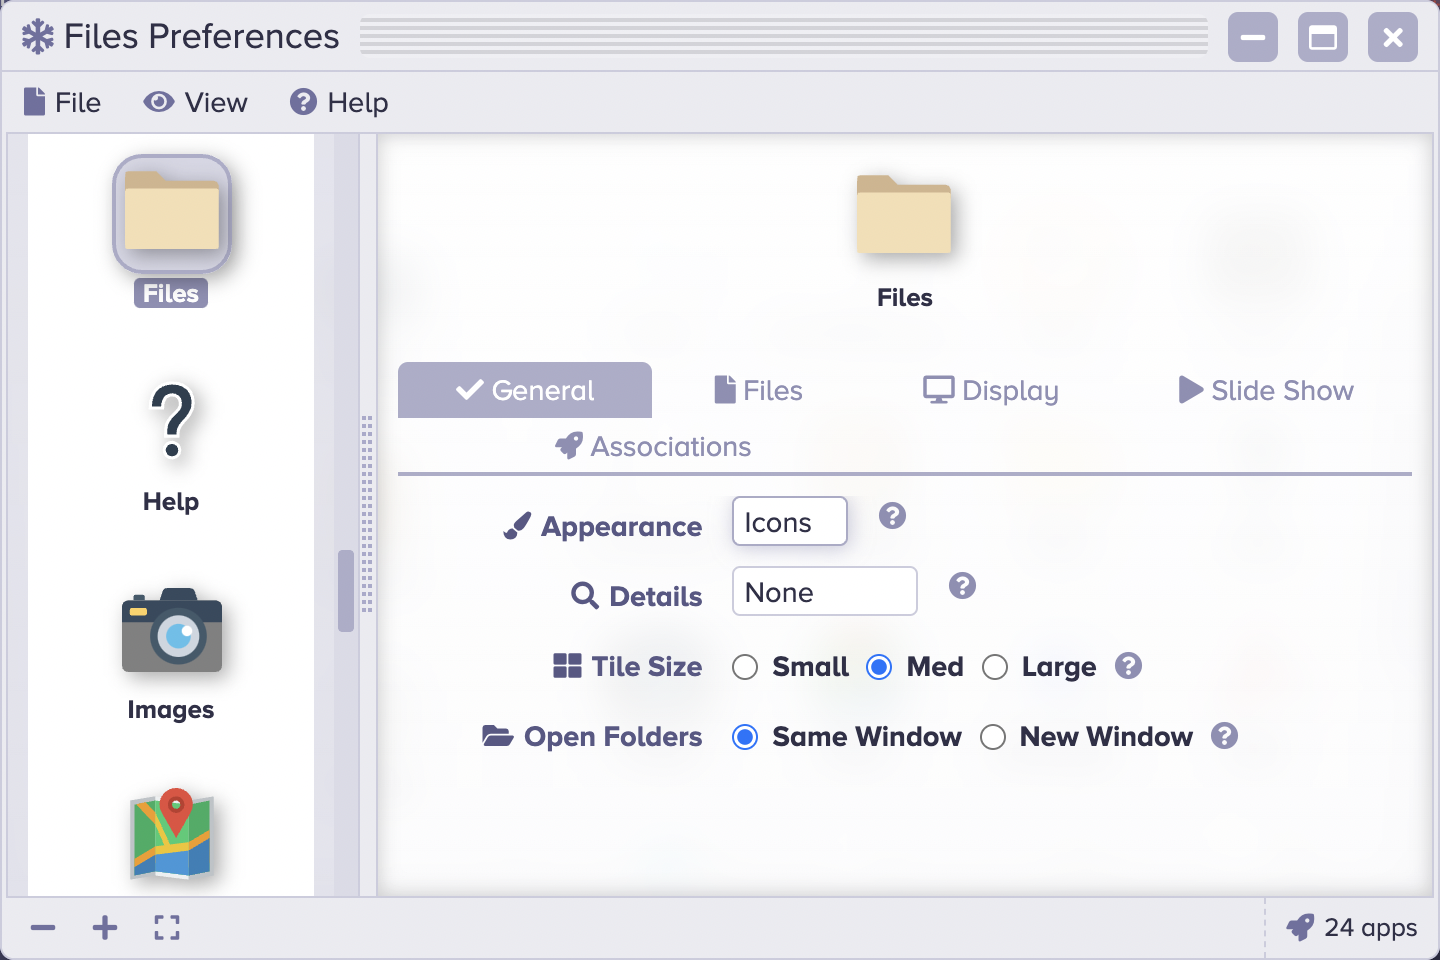 Files Preferences
File View Help
Files
Help
Images
Files
General Files Display Slide Show
Associations
Appearance Icons
Details None
Tile Size Small Med Large
Open Folders Same Window New Window
24 apps